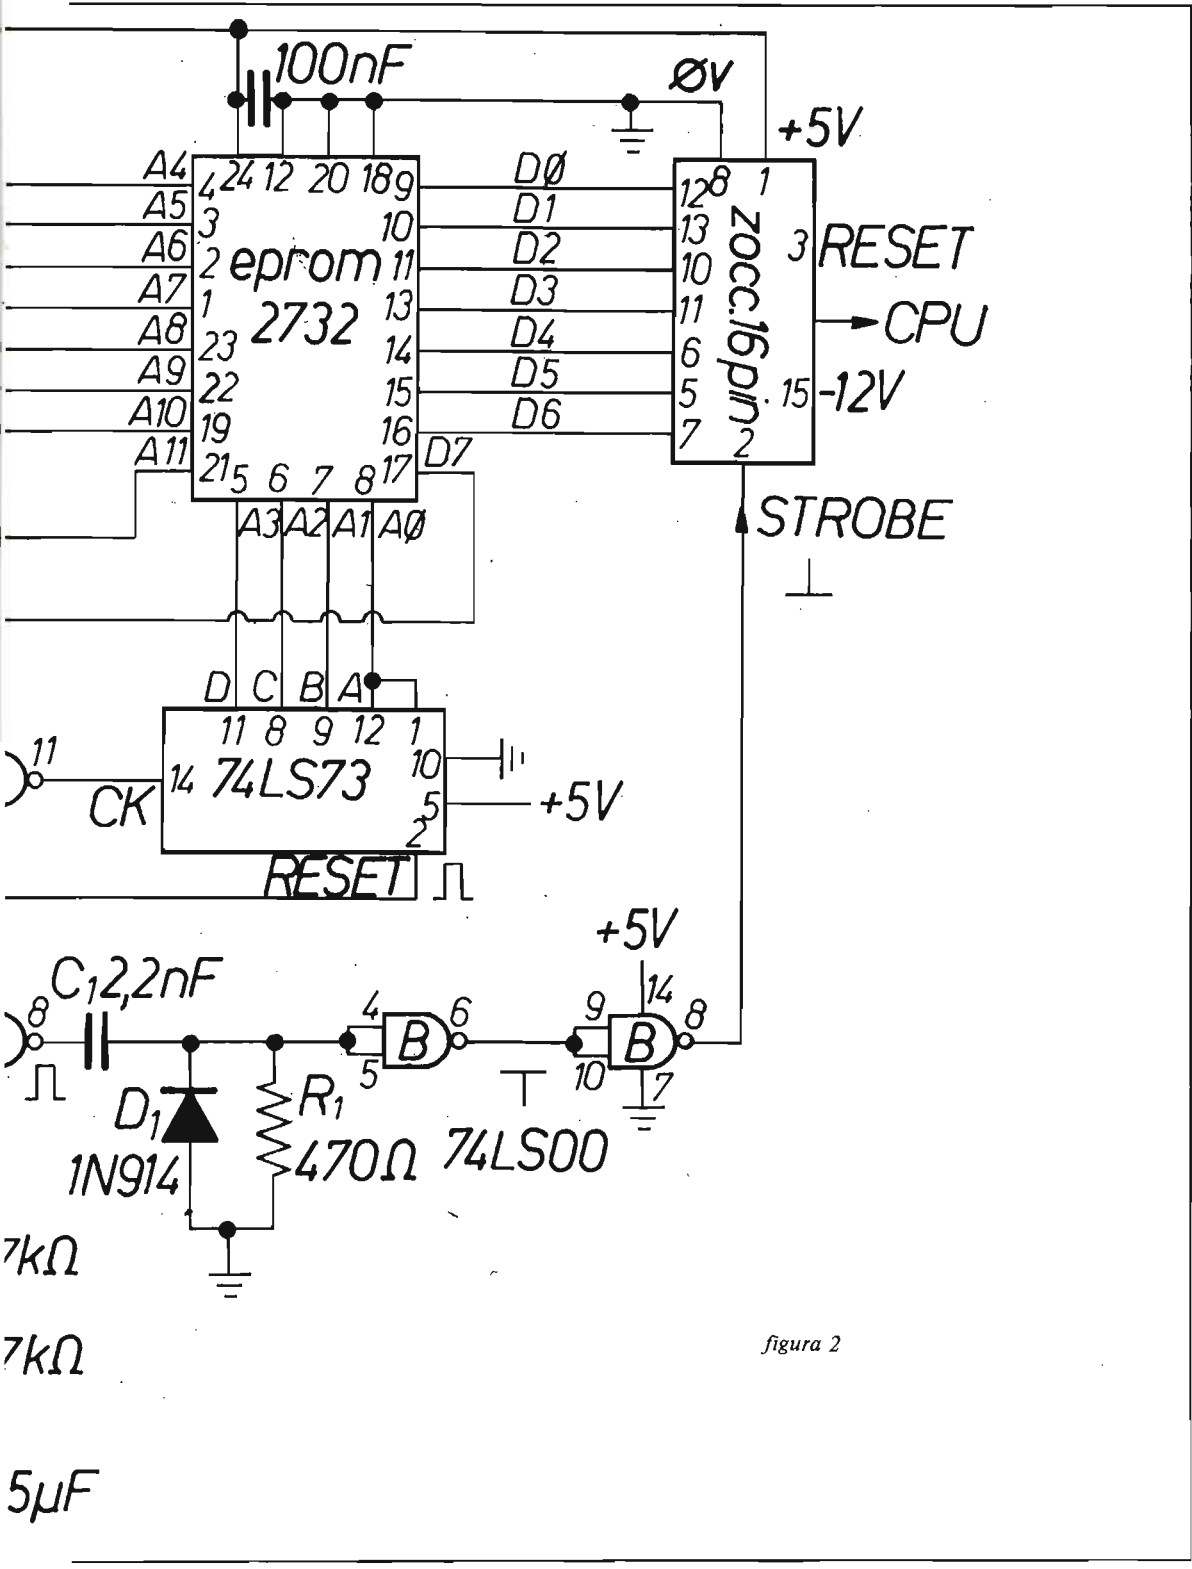 100nF
ØV
+5V
A4
A5
A6
A7
A8
A9
A10
A11
24 12 20 18
4
3
2
1
23
22
19
21
eprom
2732
9
10
11
13
14
15
16
17
5 6 7 8
DØ
D1
D2
D3
D4
D5
D6
D7
8 1
12
13
10
11
6
5
7
zocc.16pin
3
15
2
RESET
CPU
-12V
A3 A2 A1 AØ
STROBE
D C B A
11 8 9 12 1
11
CK
14 74LS73
10
5
2
+5V
RESET
+5V
C1 2,2nF
8
4
5
B
6
9
10
14
B
8
7
D1
1N914
R1
470Ω
74LS00
7kΩ
7kΩ
figura 2
5µF